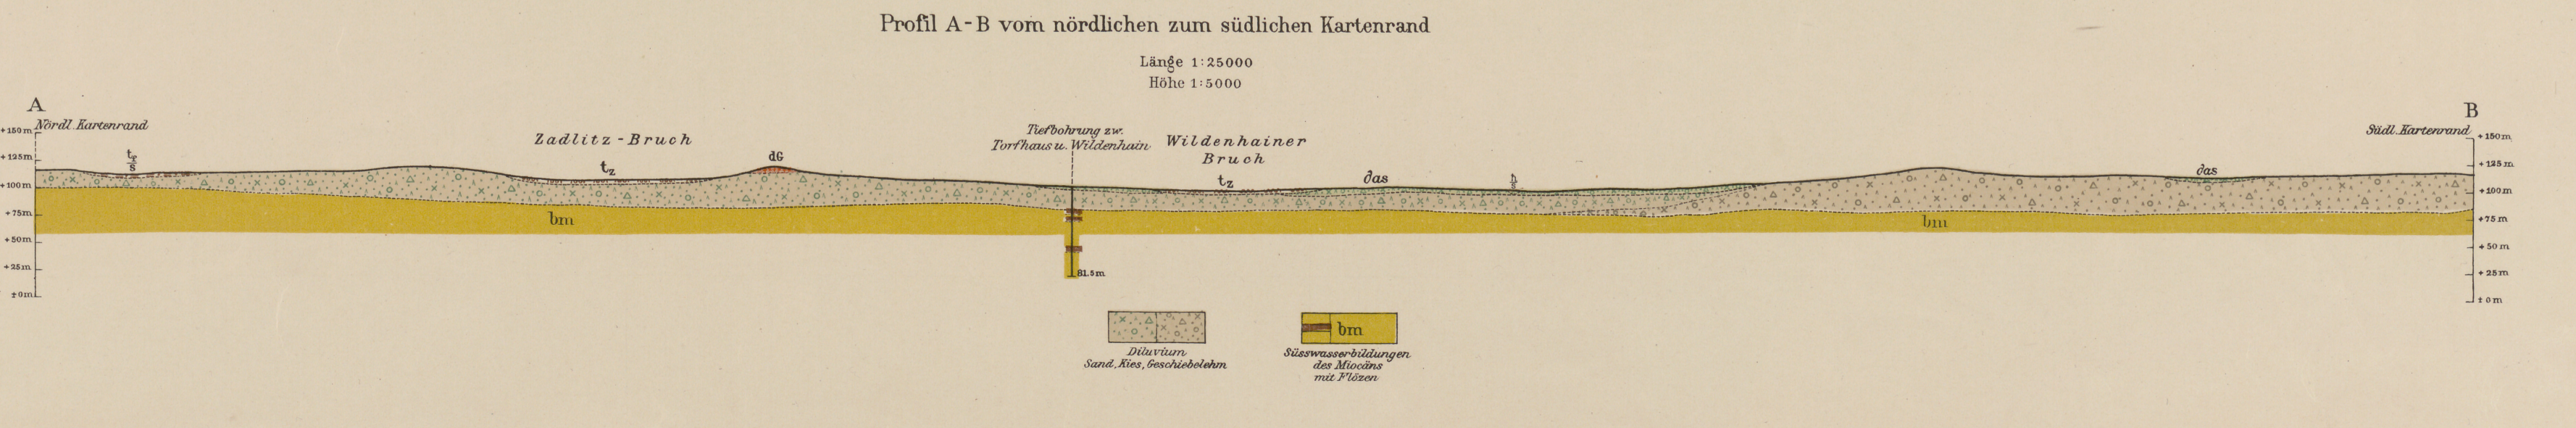 Profil A-B vom nördlichen zum südlichen Kartenrand
Länge 1:25000
Höhe 1:5000
A
B
Nördl. Kartenrand
Südl. Kartenrand
+150m
+125m
+100m
+75m
+50m
+25m
±0m
Zadlitz-Bruch
Tiefbohrung zw.
Torfhaus u. Wildenhain
Wildenhainer
Bruch
tz
dG
tz
das
das
bm
bm
81.5m
+150m
+125m
+100m
+75m
+50m
+25m
±0m
Diluvium
Sand, Kies, Geschiebelehm
bm
Süsswasserbildungen
des Miocäns
mit Flözen